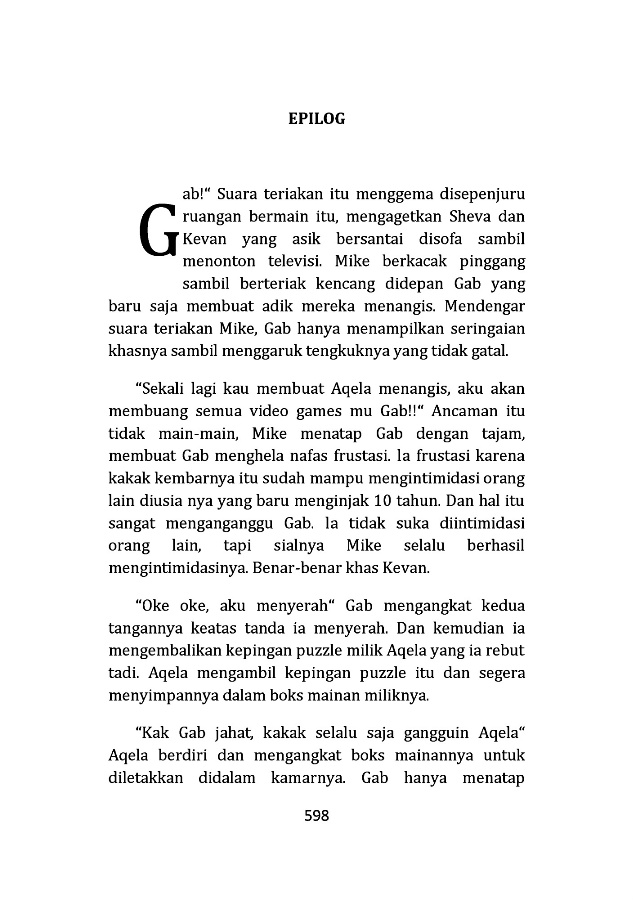 EPILOG
Gab!“ Suara teriakan itu menggema disepenjuru
ruangan bermain itu, mengagetkan Sheva dan
Kevan yang asik bersantai disofa sambil
menonton televisi. Mike berkacak pinggang
sambil berteriak kencang didepan Gab yang
baru saja membuat adik mereka menangis. Mendengar
suara teriakan Mike, Gab hanya menampilkan seringaian
khasnya sambil menggaruk tengkuknya yang tidak gatal.
“Sekali lagi kau membuat Aqela menangis, aku akan
membuang semua video games mu Gab!!“ Ancaman itu
tidak main-main, Mike menatap Gab dengan tajam,
membuat Gab menghela nafas frustasi. Ia frustasi karena
kakak kembarnya itu sudah mampu mengintimidasi orang
lain diusia nya yang baru menginjak 10 tahun. Dan hal itu
sangat menganganggu Gab. Ia tidak suka diintimidasi
orang lain, tapi sialnya Mike selalu berhasil
mengintimidasinya. Benar-benar khas Kevan.
“Oke oke, aku menyerah“ Gab mengangkat kedua
tangannya keatas tanda ia menyerah. Dan kemudian ia
mengembalikan kepingan puzzle milik Aqela yang ia rebut
tadi. Aqela mengambil kepingan puzzle itu dan segera
menyimpannya dalam boks mainan miliknya.
“Kak Gab jahat, kakak selalu saja gangguin Aqela“
Aqela berdiri dan mengangkat boks mainannya untuk
diletakkan didalam kamarnya. Gab hanya menatap
598